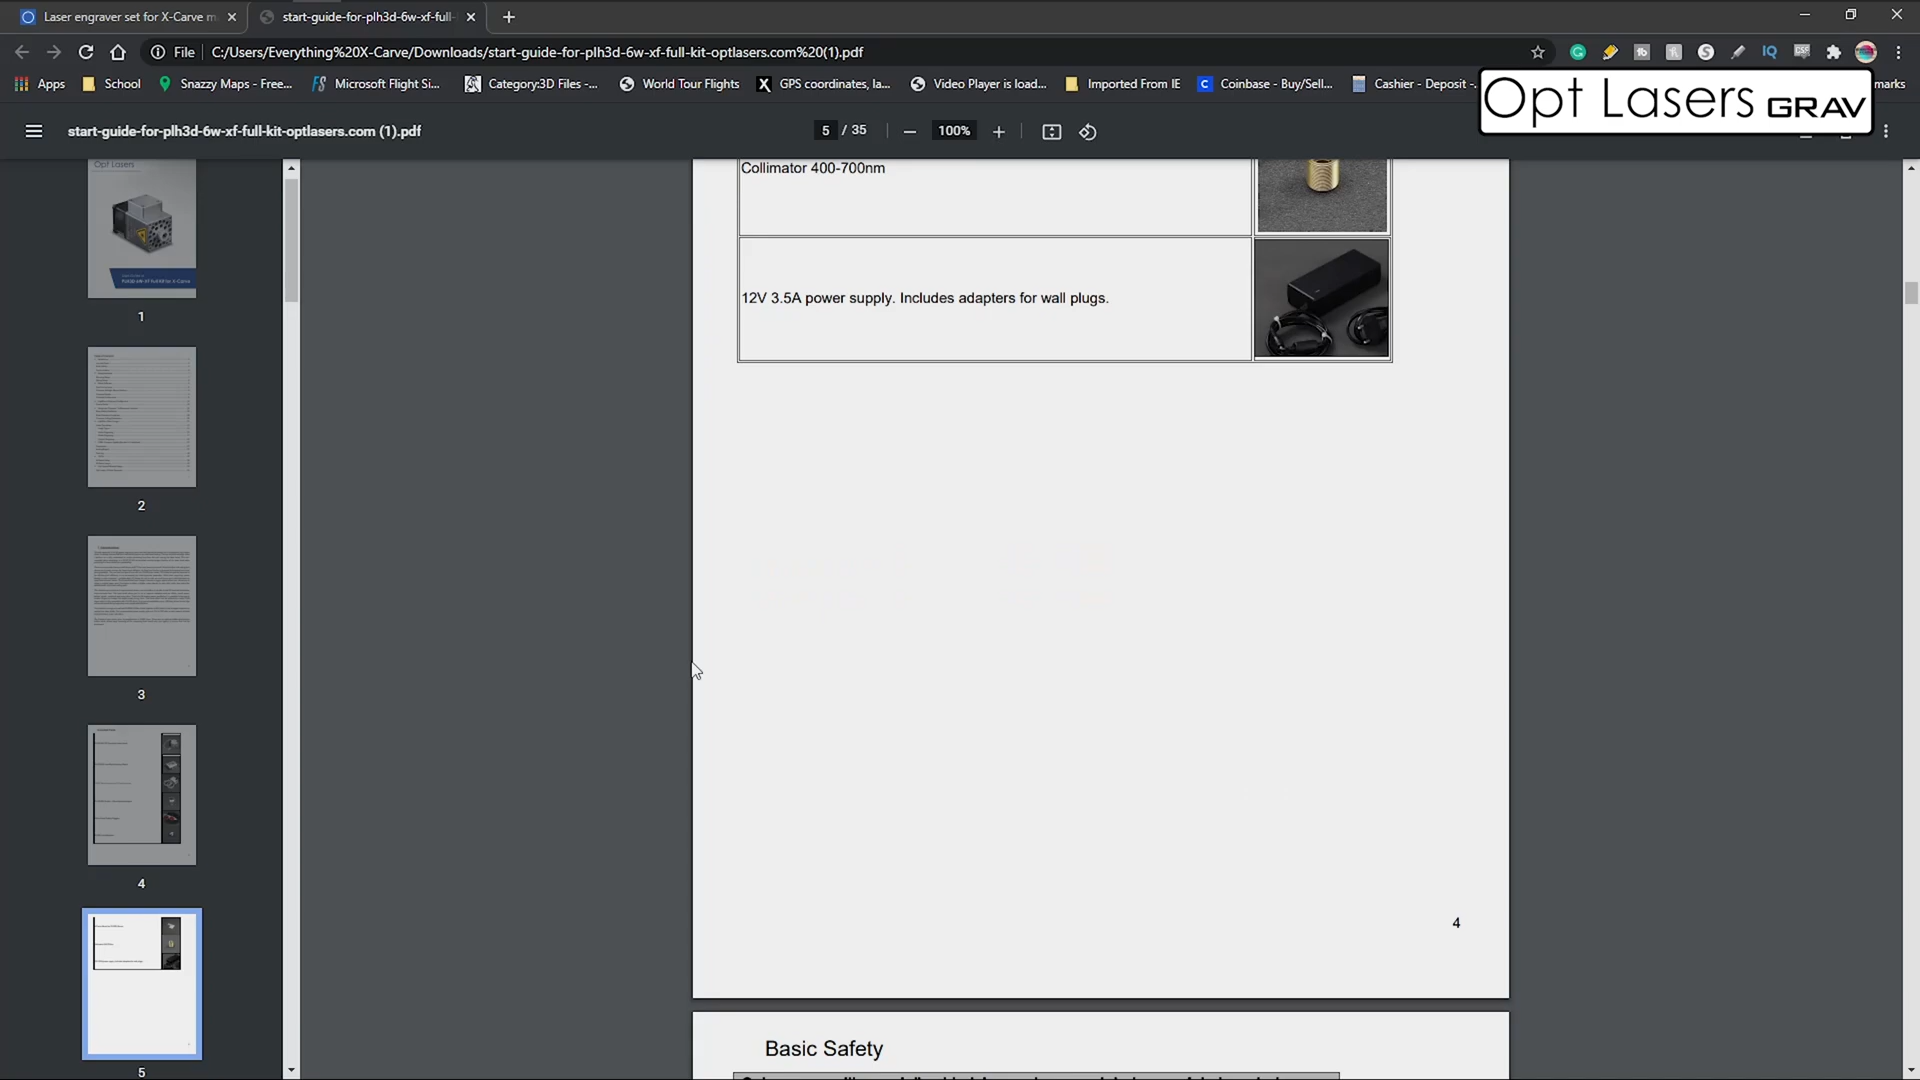 Laser engraver set for X-Carve m
start-guide-for-plh3d-6w-xf-full-
File
C:/Users/Everything%20X-Carve/Downloads/start-guide-for-plh3d-6w-xf-full-kit-optlasers.com%20(1).pdf
Apps
School
Snazzy Maps - Free...
Microsoft Flight Si...
Category:3D Files -...
World Tour Flights
GPS coordinates, la...
Video Player is load...
Imported From IE
Coinbase - Buy/Sell...
Cashier - Deposit -
marks
Opt Lasers GRAV
start-guide-for-plh3d-6w-xf-full-kit-optlasers.com (1).pdf
5 / 35
100%
Opt Lasers
1
2
3
4
5
Collimator 400-700nm
12V 3.5A power supply. Includes adapters for wall plugs.
4
Basic Safety